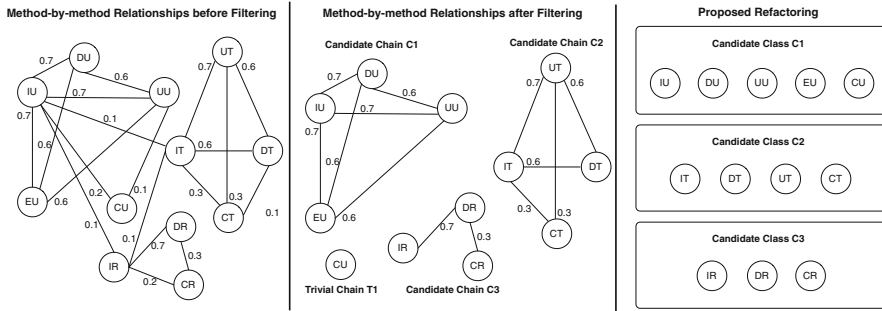 Method-by-method Relationships before Filtering
DU
UT
0.7
0.6
0.7
0.6
IU
0.7
UU
0.7
0.1
IT
0.6
DT
0.6
0.2
0.1
0.3
0.3
EU
0.6
CU
CT
0.1
0.1
0.1
DR
0.7
0.3
IR
0.2
CR
Method-by-method Relationships after Filtering
Candidate Chain C1
Candidate Chain C2
DU
UT
0.7
0.6
0.7
0.6
IU
0.7
UU
0.7
IT
0.6
DT
0.6
0.3
0.3
EU
0.6
CT
DR
0.7
0.3
IR
CU
CR
Trivial Chain T1
Candidate Chain C3
Proposed Refactoring
Candidate Class C1
IU DU UU EU CU
Candidate Class C2
IT DT UT CT
Candidate Class C3
IR DR CR